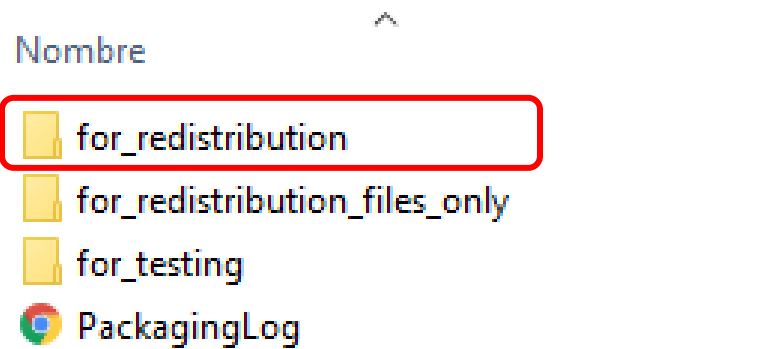 Nombre
for_redistribution
for_redistribution_files_only
for_testing
PackagingLog